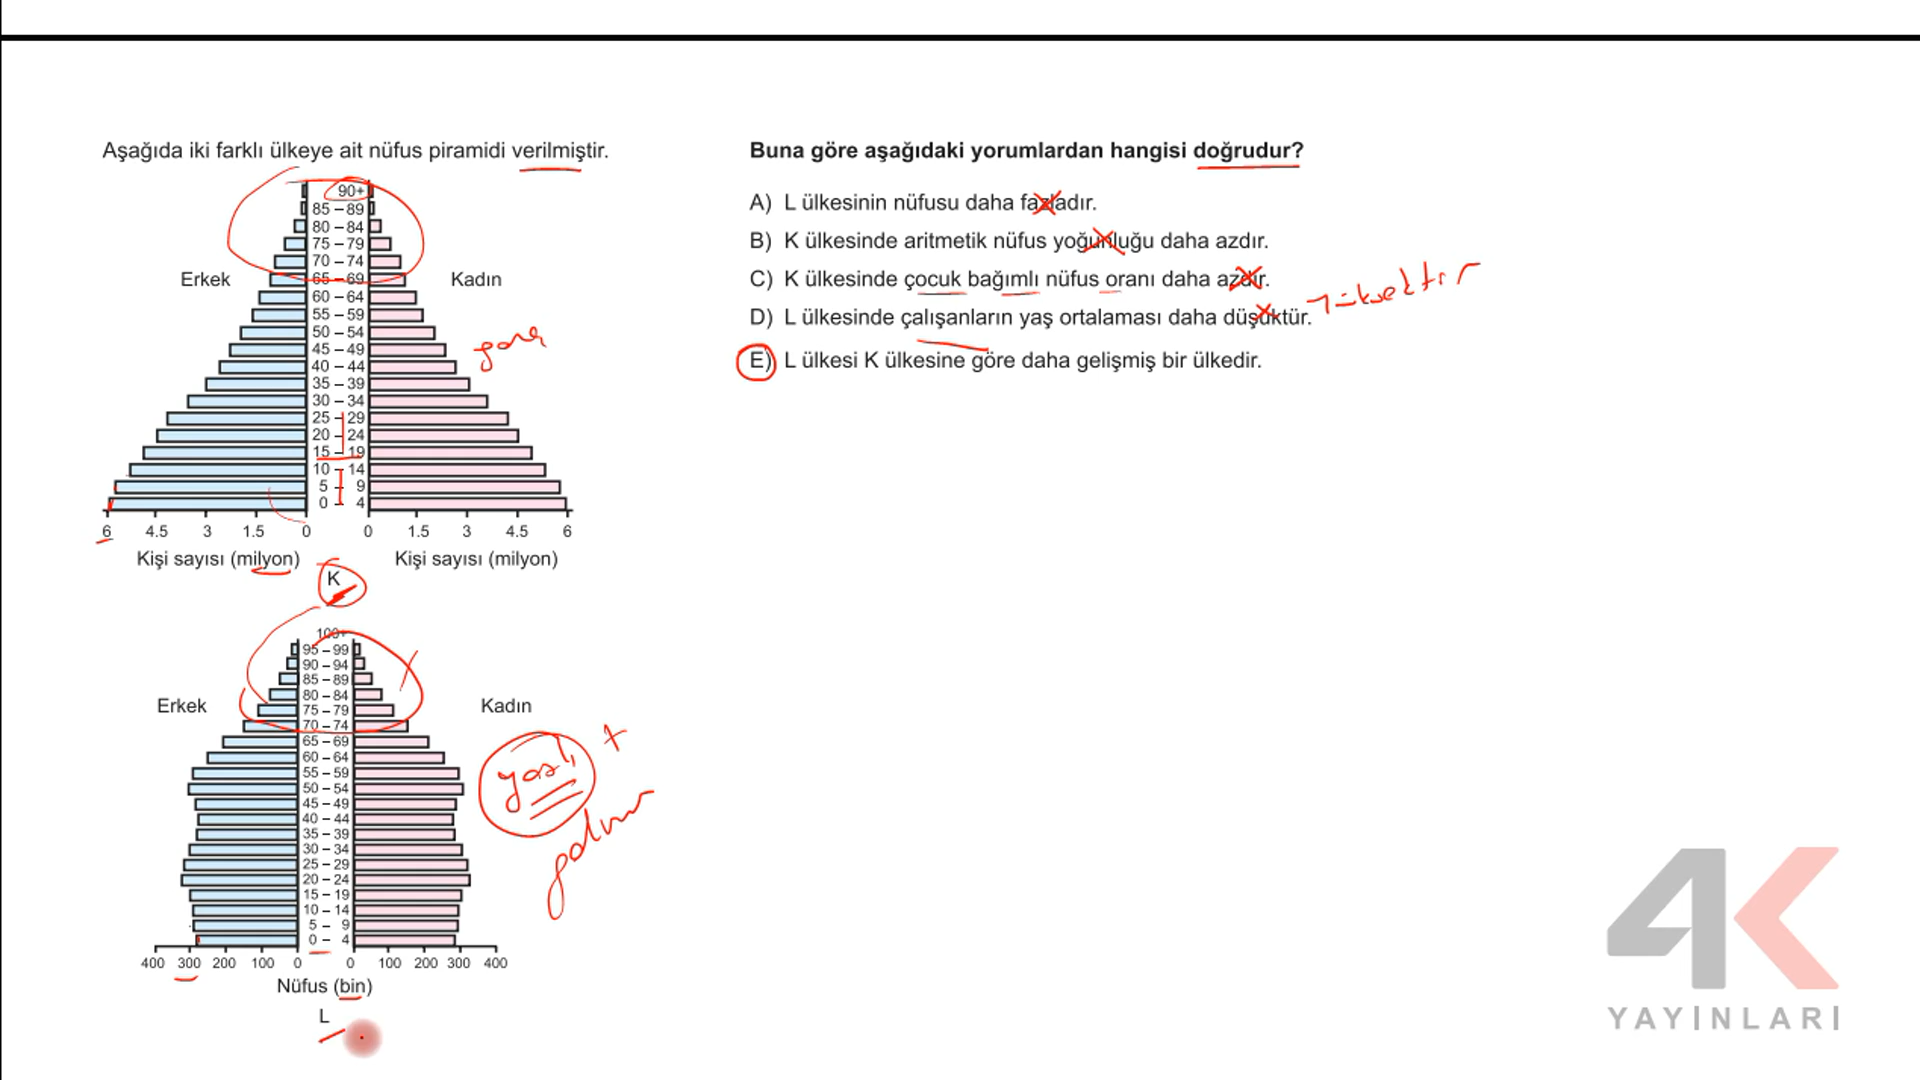 Aşağıda iki farklı ülkeye ait nüfus piramidi verilmiştir.
90+
85 – 89
80 – 84
75 – 79
70 – 74
Erkek 65 – 69 Kadın
60 – 64
55 – 59
50 – 54
45 – 49
40 – 44
35 – 39
30 – 34
25 – 29
20 – 24
15 – 19
10 – 14
5 – 9
0 – 4
6 4.5 3 1.5 0 0 1.5 3 4.5 6
Kişi sayısı (milyon) Kişi sayısı (milyon)
K
100+
95 – 99
90 – 94
85 – 89
80 – 84
Erkek 75 – 79 Kadın
70 – 74
65 – 69
60 – 64
55 – 59
50 – 54
45 – 49
40 – 44
35 – 39
30 – 34
25 – 29
20 – 24
15 – 19
10 – 14
5 – 9
0 – 4
400 300 200 100 0 0 100 200 300 400
Nüfus (bin)
L
yaşlı +
Buna göre aşağıdaki yorumlardan hangisi doğrudur?
A) L ülkesinin nüfusu daha fazladır.
B) K ülkesinde aritmetik nüfus yoğunluğu daha azdır.
C) K ülkesinde çocuk bağımlı nüfus oranı daha azdır.
D) L ülkesinde çalışanların yaş ortalaması daha düşüktür. Yüksektir
E) L ülkesi K ülkesine göre daha gelişmiş bir ülkedir.
4K
YAYINLARI